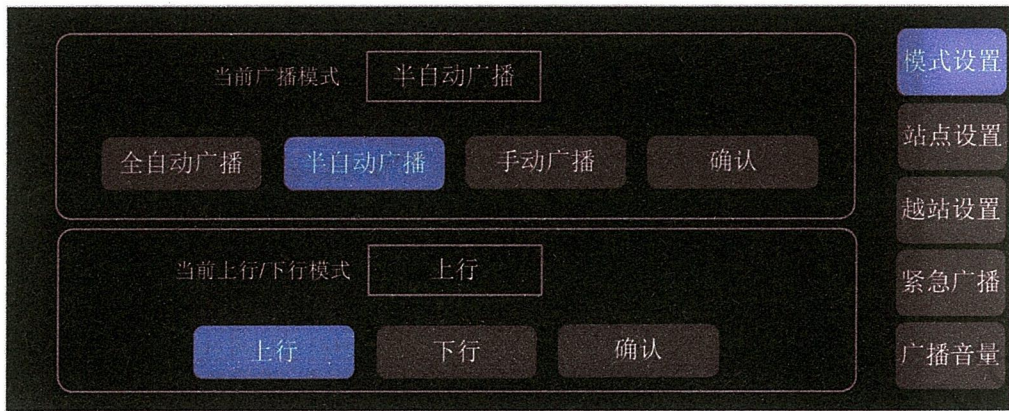 当前广播模式 半自动广播
全自动广播 半自动广播 手动广播 确认
当前上行/下行模式 上行
上行 下行 确认
模式设置
站点设置
越站设置
紧急广播
广播音量